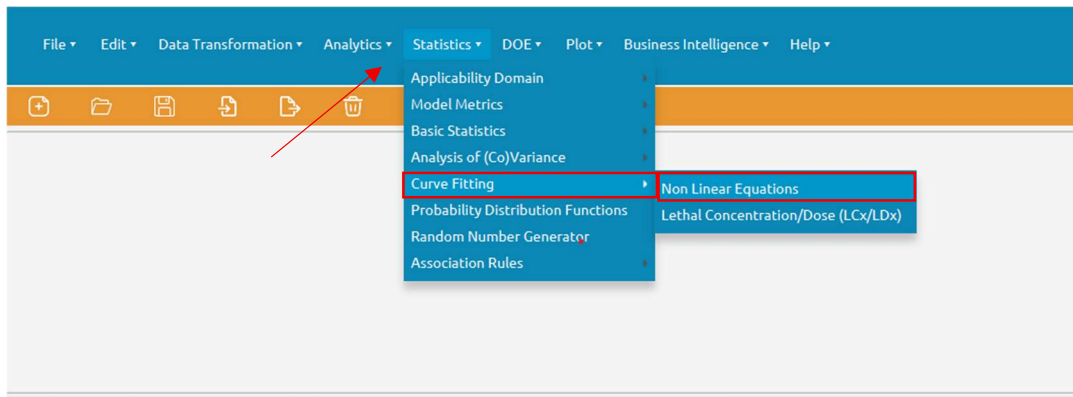 File Edit Data Transformation Analytics Statistics DOE Plot Business Intelligence Help
Applicability Domain
Model Metrics
Basic Statistics
Analysis of (Co)Variance
Curve Fitting
Non Linear Equations
Probability Distribution Functions
Lethal Concentration/Dose (LCx/LDx)
Random Number Generator
Association Rules